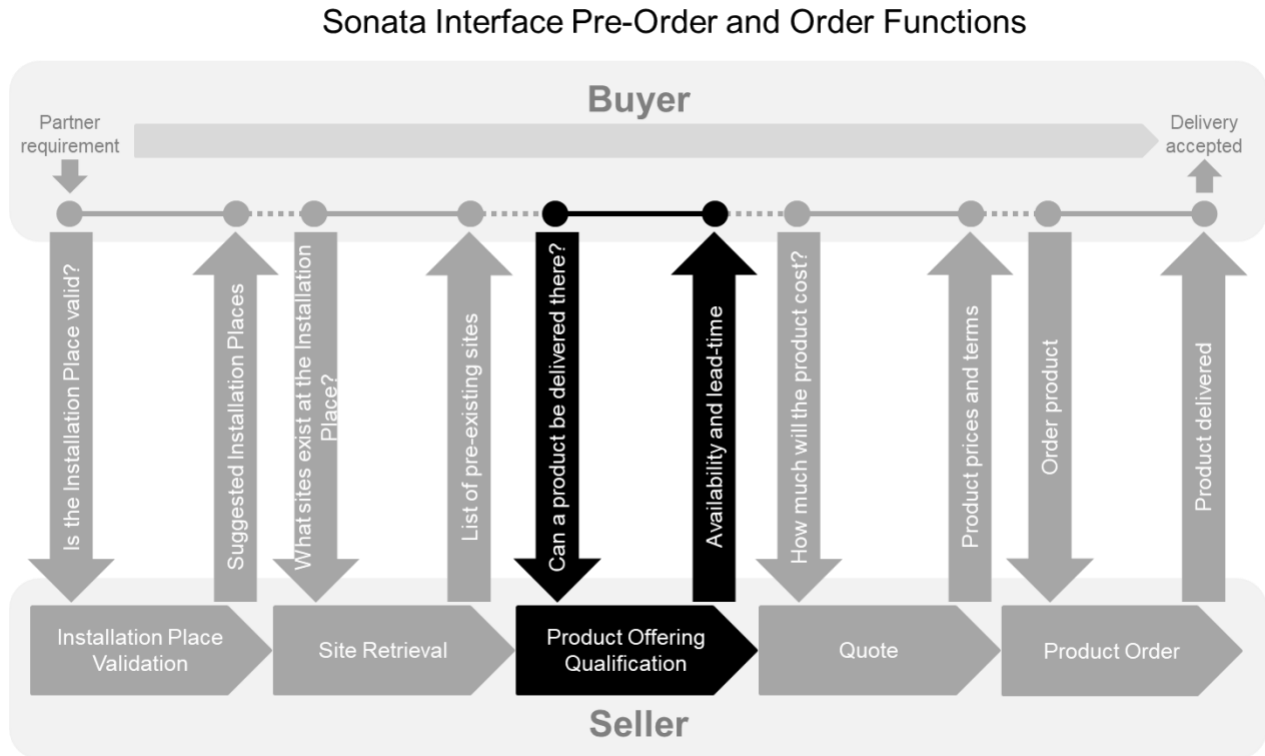 Sonata Interface Pre-Order and Order Functions
Buyer
Partner
requirement
Delivery
accepted
Is the Installation Place valid?
Suggested Installation Places
What sites exist at the Installation
Place?
List of pre-existing sites
Can a product be delivered there?
Availability and lead-time
How much will the product cost?
Product prices and terms
Order product
Product delivered
Installation Place
Validation
Site Retrieval
Product Offering
Qualification
Quote
Product Order
Seller